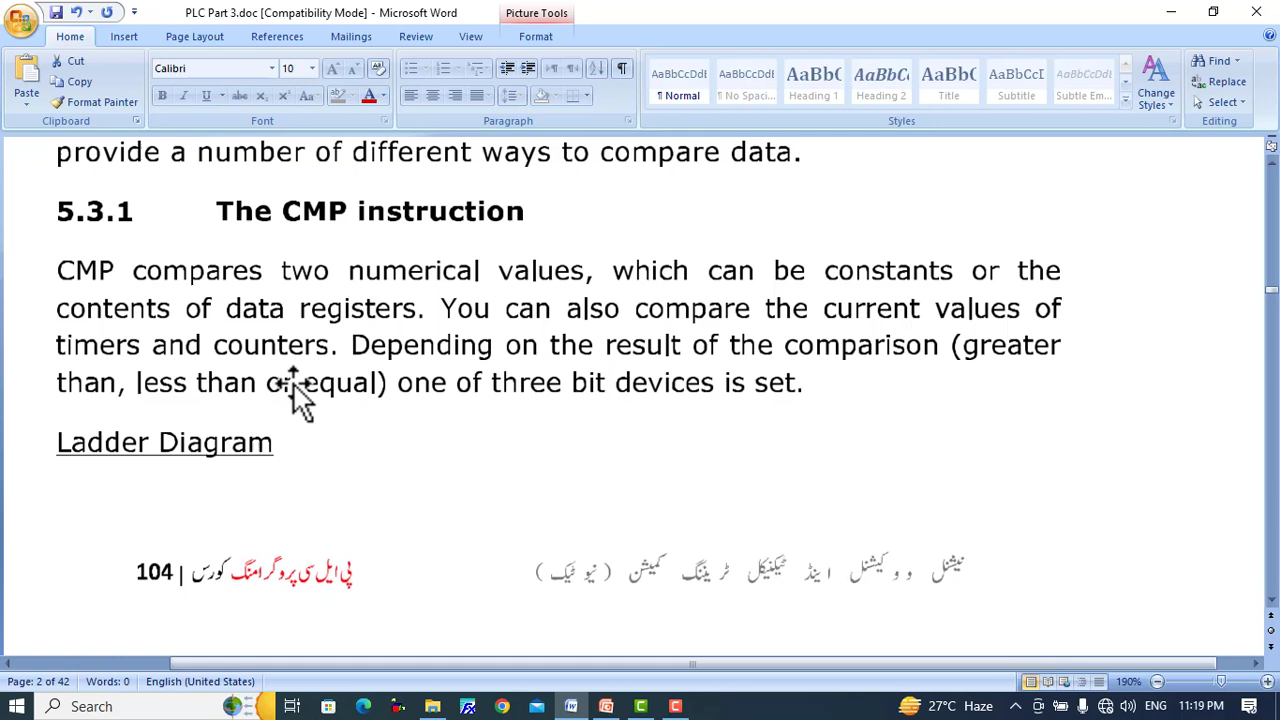 PLC Part 3.doc [Compatibility Mode] - Microsoft Word
Picture Tools
Home Insert Page Layout References Mailings Review View Format
Paste
Cut
Copy
Format Painter
Clipboard
Calibri 10
Font
Paragraph
AaBbCcDd AaBbCcDd AaBbC AaBbCc AaBbC AaBbCcI AaBbCcDd
¶ Normal ¶ No Spaci... Heading 1 Heading 2 Title Subtitle Subtle Em...
Change Styles
Styles
Find
Replace
Select
Editing
provide a number of different ways to compare data.
5.3.1 The CMP instruction
CMP compares two numerical values, which can be constants or the
contents of data registers. You can also compare the current values of
timers and counters. Depending on the result of the comparison (greater
than, less than or equal) one of three bit devices is set.
Ladder Diagram
نیشنل ووکیشنل اینڈ ٹیکنیکل ٹریننگ کمیشن (نیوٹیک)
پی ایل سی پروگرامنگ کورس | 104
Page: 2 of 42 Words: 0 English (United States) 190%
Search 27°C Haze ENG 11:19 PM